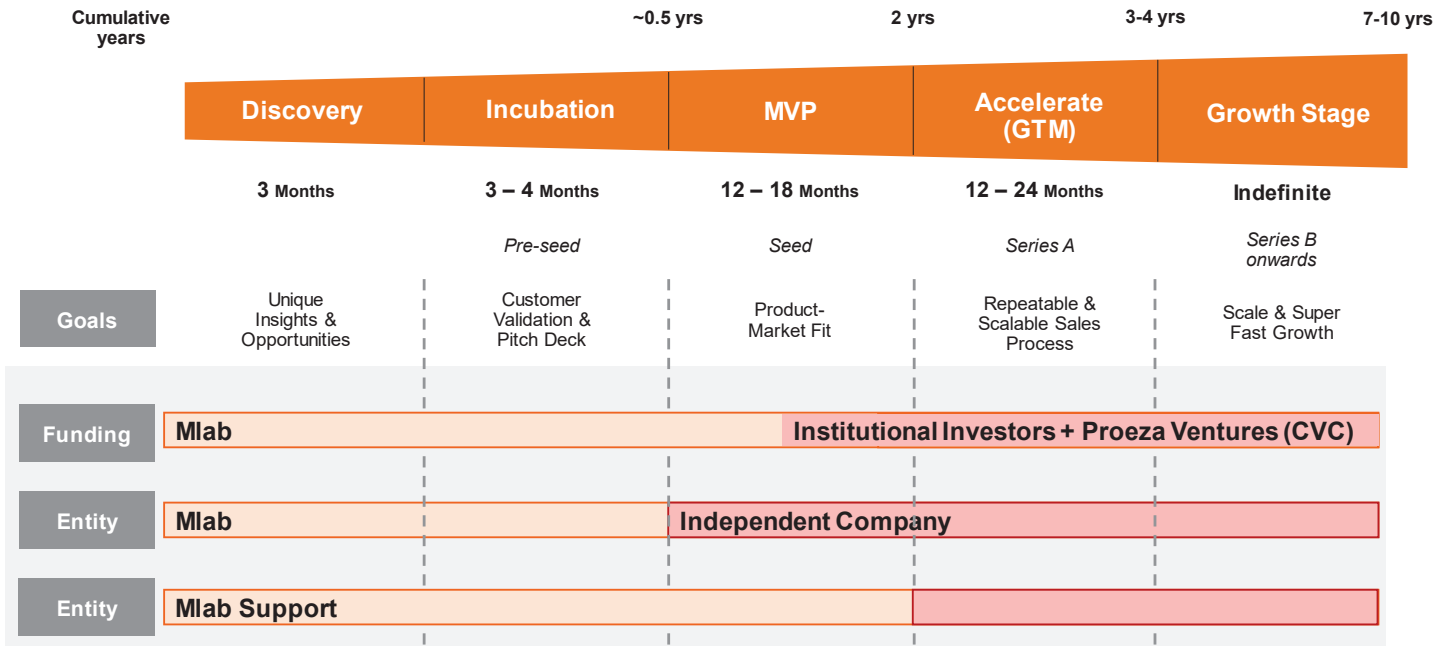 Cumulative
years
~0.5 yrs
2 yrs
3-4 yrs
7-10 yrs
Discovery
Incubation
MVP
Accelerate
(GTM)
Growth Stage
3 Months
3 – 4 Months
12 – 18 Months
12 – 24 Months
Indefinite
Pre-seed
Seed
Series A
Series B
onwards
Goals
Unique
Insights &
Opportunities
Customer
Validation &
Pitch Deck
Product-
Market Fit
Repeatable &
Scalable Sales
Process
Scale & Super
Fast Growth
Funding
Mlab
Institutional Investors + Proeza Ventures (CVC)
Entity
Mlab
Independent Company
Entity
Mlab Support